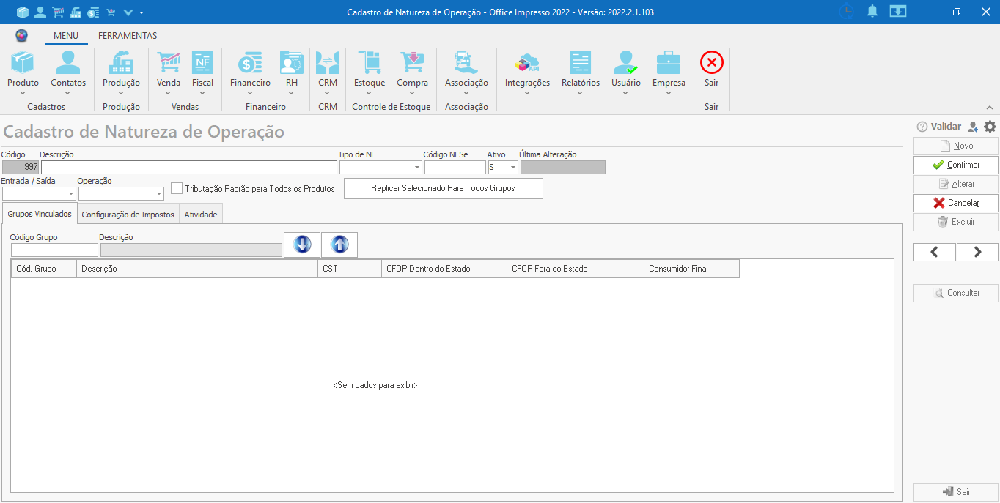 Cadastro de Natureza de Operação - Office Impresso 2022 - Versão: 2022.2.1.103
MENU FERRAMENTAS
Produto Contatos Produção Venda NF Fiscal Financeiro RH CRM Estoque Compra Associação API Integrações Relatórios Usuário Empresa Sair
Cadastros Produção Vendas Financeiro CRM Controle de Estoque Associação Sair
Cadastro de Natureza de Operação
Validar
Novo
Confirmar
Alterar
Cancelar
Excluir
Consultar
Sair
Código Descrição Tipo de NF Código NFSe Ativo Última Alteração
997 S
Entrada / Saída Operação
Tributação Padrão para Todos os Produtos Replicar Selecionado Para Todos Grupos
Grupos Vinculados Configuração de Impostos Atividade
Código Grupo Descrição
...
Cód. Grupo Descrição CST CFOP Dentro do Estado CFOP Fora do Estado Consumidor Final
<Sem dados para exibir>